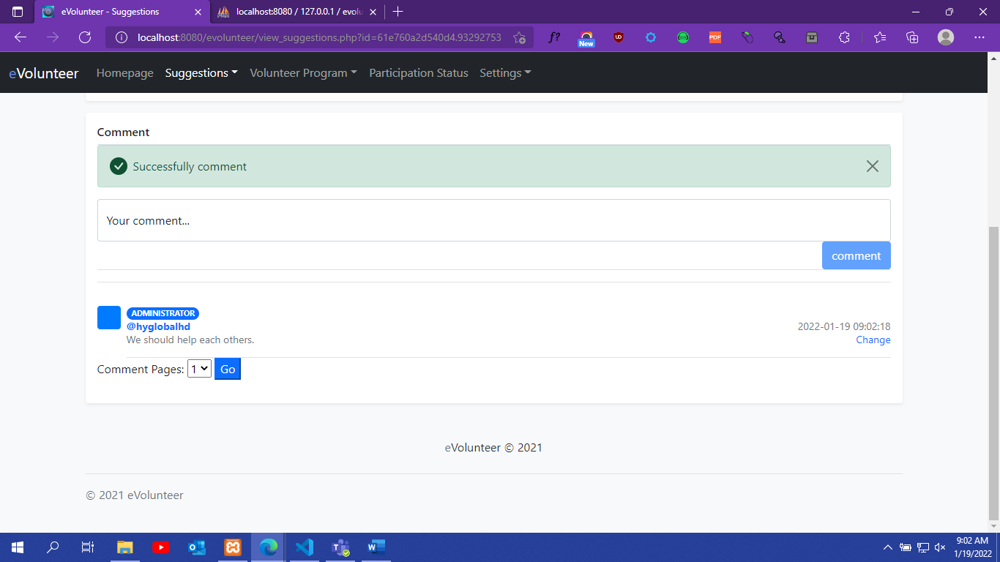 eVolunteer - Suggestions
localhost:8080 / 127.0.0.1 / evolu
localhost:8080/evolunteer/view_suggestions.php?id=61e760a2d540d4.93292753
f?
New
UD
PDF
eVolunteer Homepage Suggestions Volunteer Program Participation Status Settings
Comment
Successfully comment
Your comment...
comment
ADMINISTRATOR
@hyglobalhd 2022-01-19 09:02:18
We should help each others. Change
Comment Pages: 1 Go
eVolunteer © 2021
© 2021 eVolunteer
9:02 AM
1/19/2022